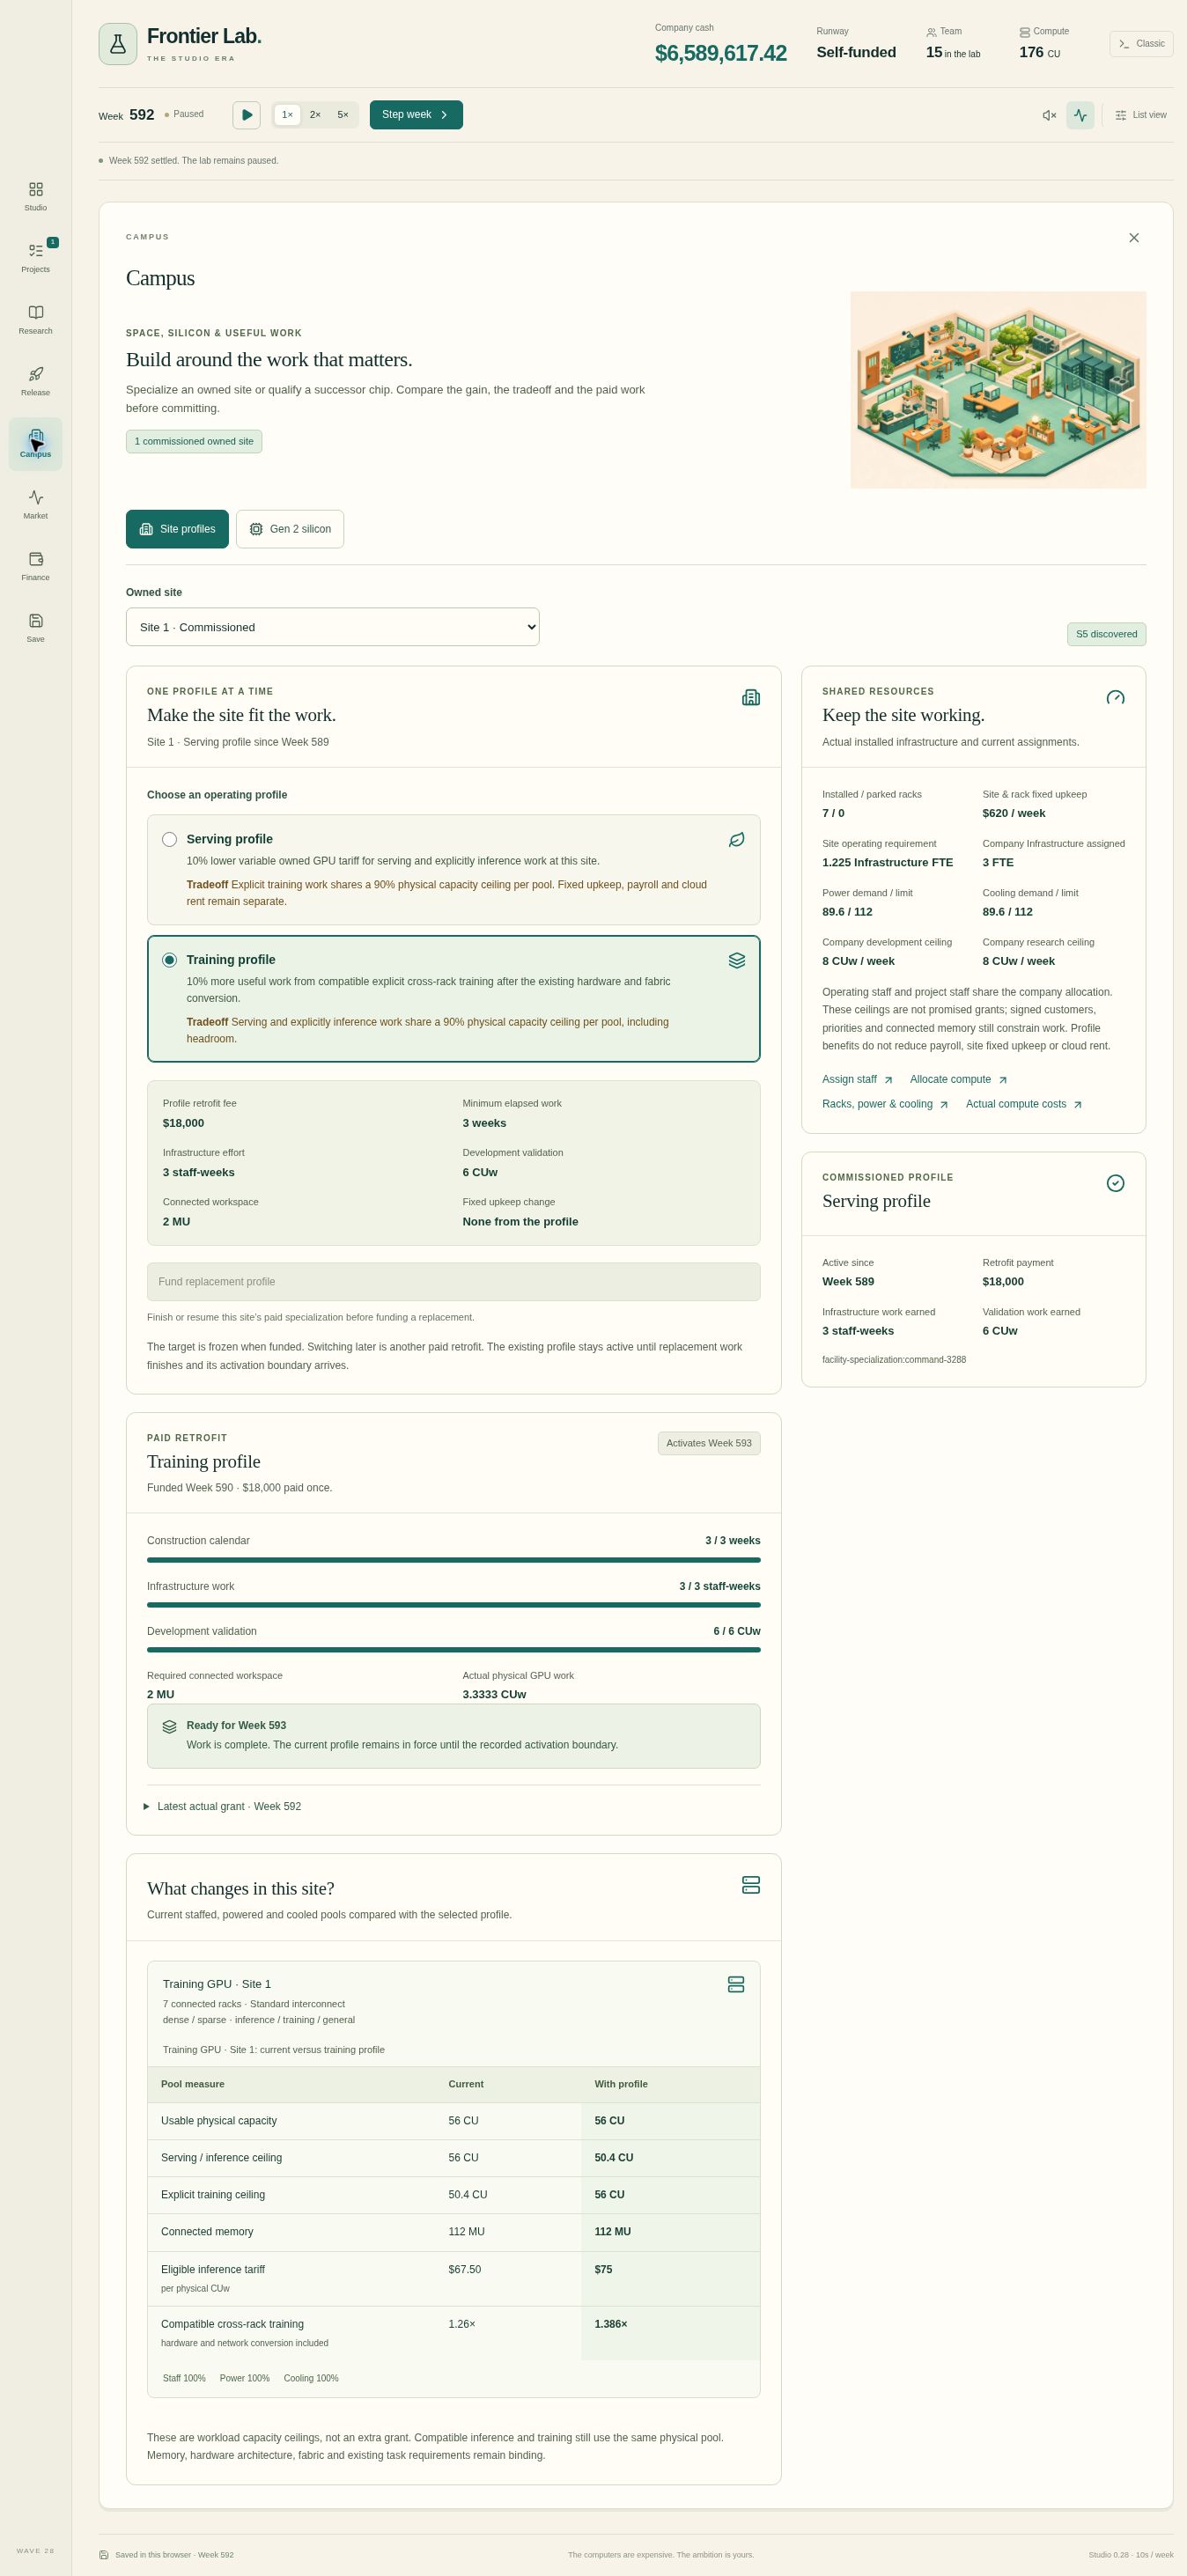 Frontier Lab.
THE STUDIO ERA
Company cash
$6,589,617.42
Runway
Self-funded
Team
15 in the lab
Compute
176 CU
Classic
Week 592
Paused
1×
2×
5×
Step week
List view
Week 592 settled. The lab remains paused.
Studio
Projects
1
Research
Release
Campus
Market
Finance
Save
WAVE 28
CAMPUS
Campus
SPACE, SILICON & USEFUL WORK
Build around the work that matters.
Specialize an owned site or qualify a successor chip. Compare the gain, the tradeoff and the paid work
before committing.
1 commissioned owned site
Site profiles
Gen 2 silicon
Owned site
Site 1 · Commissioned
S5 discovered
ONE PROFILE AT A TIME
Make the site fit the work.
Site 1 · Serving profile since Week 589
Choose an operating profile
Serving profile
10% lower variable owned GPU tariff for serving and explicitly inference work at this site.
Tradeoff Explicit training work shares a 90% physical capacity ceiling per pool. Fixed upkeep, payroll and cloud
rent remain separate.
Training profile
10% more useful work from compatible explicit cross-rack training after the existing hardware and fabric
conversion.
Tradeoff Serving and explicitly inference work share a 90% physical capacity ceiling per pool, including
headroom.
Profile retrofit fee
$18,000
Minimum elapsed work
3 weeks
Infrastructure effort
3 staff-weeks
Development validation
6 CUw
Connected workspace
2 MU
Fixed upkeep change
None from the profile
Fund replacement profile
Finish or resume this site's paid specialization before funding a replacement.
The target is frozen when funded. Switching later is another paid retrofit. The existing profile stays active until replacement work
finishes and its activation boundary arrives.
SHARED RESOURCES
Keep the site working.
Actual installed infrastructure and current assignments.
Installed / parked racks
7 / 0
Site & rack fixed upkeep
$620 / week
Site operating requirement
1.225 Infrastructure FTE
Company Infrastructure assigned
3 FTE
Power demand / limit
89.6 / 112
Cooling demand / limit
89.6 / 112
Company development ceiling
8 CUw / week
Company research ceiling
8 CUw / week
Operating staff and project staff share the company allocation.
These ceilings are not promised grants; signed customers,
priorities and connected memory still constrain work. Profile
benefits do not reduce payroll, site fixed upkeep or cloud rent.
Assign staff
Allocate compute
Racks, power & cooling
Actual compute costs
COMMISSIONED PROFILE
Serving profile
Active since
Week 589
Retrofit payment
$18,000
Infrastructure work earned
3 staff-weeks
Validation work earned
6 CUw
facility-specialization:command-3288
PAID RETROFIT
Training profile
Funded Week 590 · $18,000 paid once.
Activates Week 593
Construction calendar
3 / 3 weeks
Infrastructure work
3 / 3 staff-weeks
Development validation
6 / 6 CUw
Required connected workspace
2 MU
Actual physical GPU work
3.3333 CUw
Ready for Week 593
Work is complete. The current profile remains in force until the recorded activation boundary.
Latest actual grant · Week 592
What changes in this site?
Current staffed, powered and cooled pools compared with the selected profile.
Training GPU · Site 1
7 connected racks · Standard interconnect
dense / sparse · inference / training / general
Training GPU · Site 1: current versus training profile
Pool measure Current With profile
Usable physical capacity 56 CU 56 CU
Serving / inference ceiling 56 CU 50.4 CU
Explicit training ceiling 50.4 CU 56 CU
Connected memory 112 MU 112 MU
Eligible inference tariff $67.50 $75
per physical CUw
Compatible cross-rack training 1.26× 1.386×
hardware and network conversion included
Staff 100% Power 100% Cooling 100%
These are workload capacity ceilings, not an extra grant. Compatible inference and training still use the same physical pool.
Memory, hardware architecture, fabric and existing task requirements remain binding.
Saved in this browser · Week 592
The computers are expensive. The ambition is yours.
Studio 0.28 · 10s / week